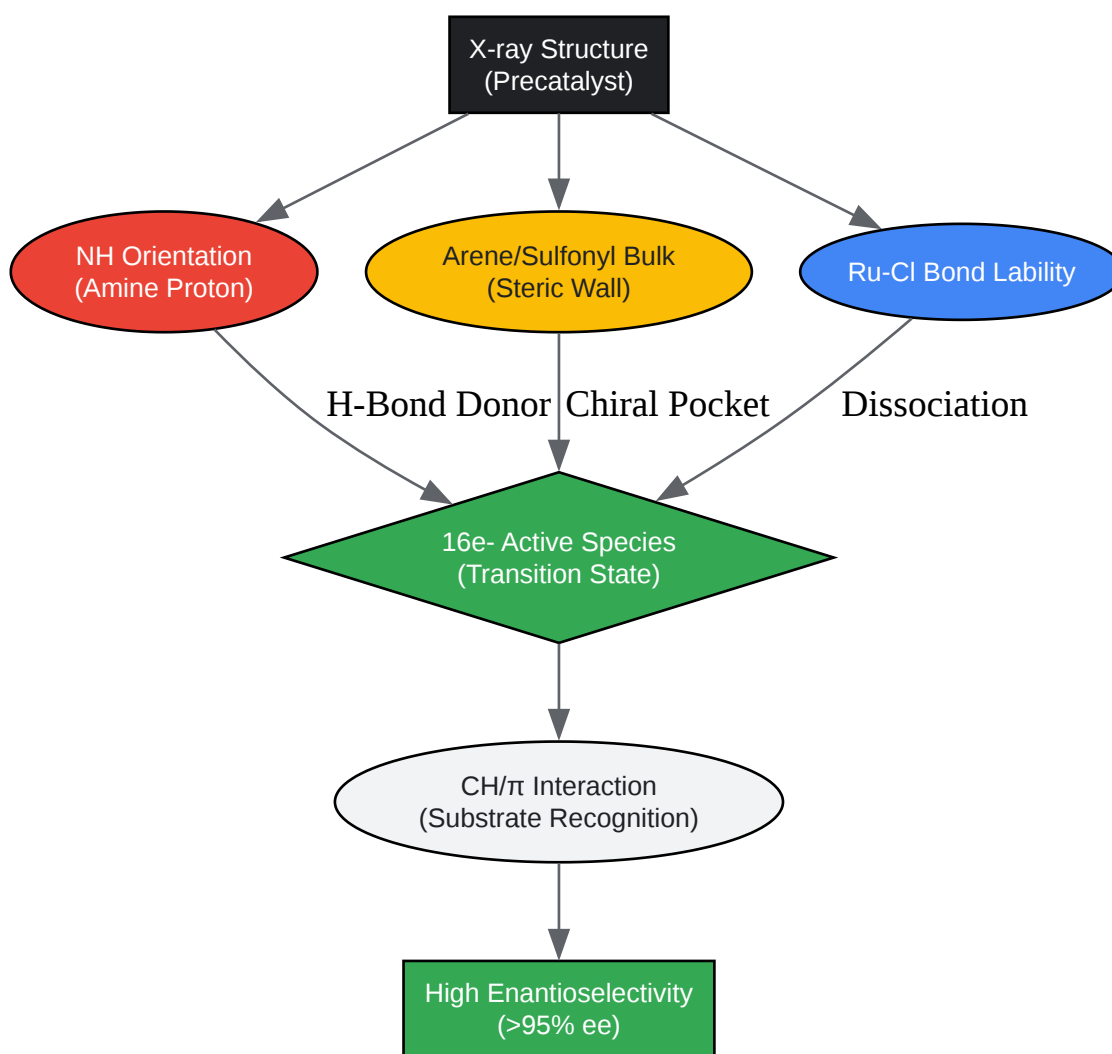 X-ray Structure
(Precatalyst)
NH Orientation
(Amine Proton)
Arene/Sulfonyl Bulk
(Steric Wall)
Ru-Cl Bond Lability
H-Bond Donor
Chiral Pocket
Dissociation
16e- Active Species
(Transition State)
CH/π Interaction
(Substrate Recognition)
High Enantioselectivity
(>95% ee)